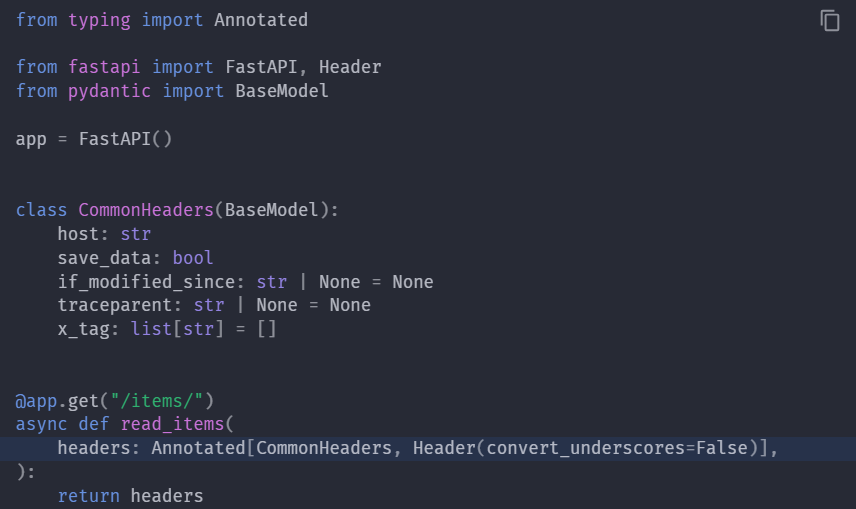 from typing import Annotated
from fastapi import FastAPI, Header
from pydantic import BaseModel
app = FastAPI()
class CommonHeaders(BaseModel):
    host: str
    save_data: bool
    if_modified_since: str | None = None
    traceparent: str | None = None
    x_tag: list[str] = []
@app.get("/items/")
async def read_items(
    headers: Annotated[CommonHeaders, Header(convert_underscores=False)],
):
    return headers